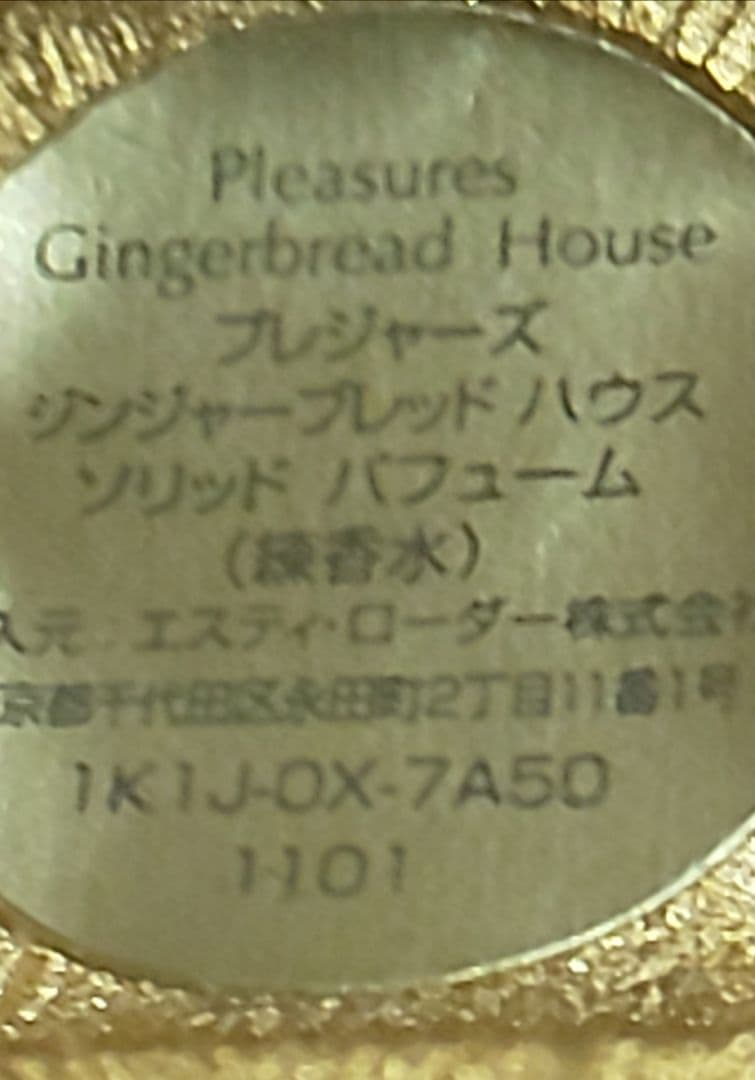 Pleasures
Gingerbread House
プレジャーズ
ジンジャーブレッド ハウス
ソリッド パフューム
(練香水)
入元 エスティ・ローダー株式会社
京都千代田区永田町2丁目11番1号
1K1J-0X-7A50
1101